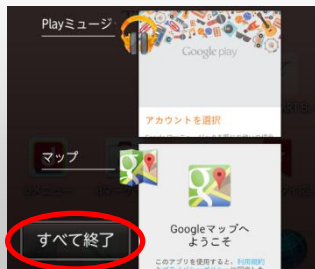 Playミュージ
Google play
アカウントを選択
マップ
Googleマップへ
ようこそ
すべて終了
このアプリを使用すると、利用規約